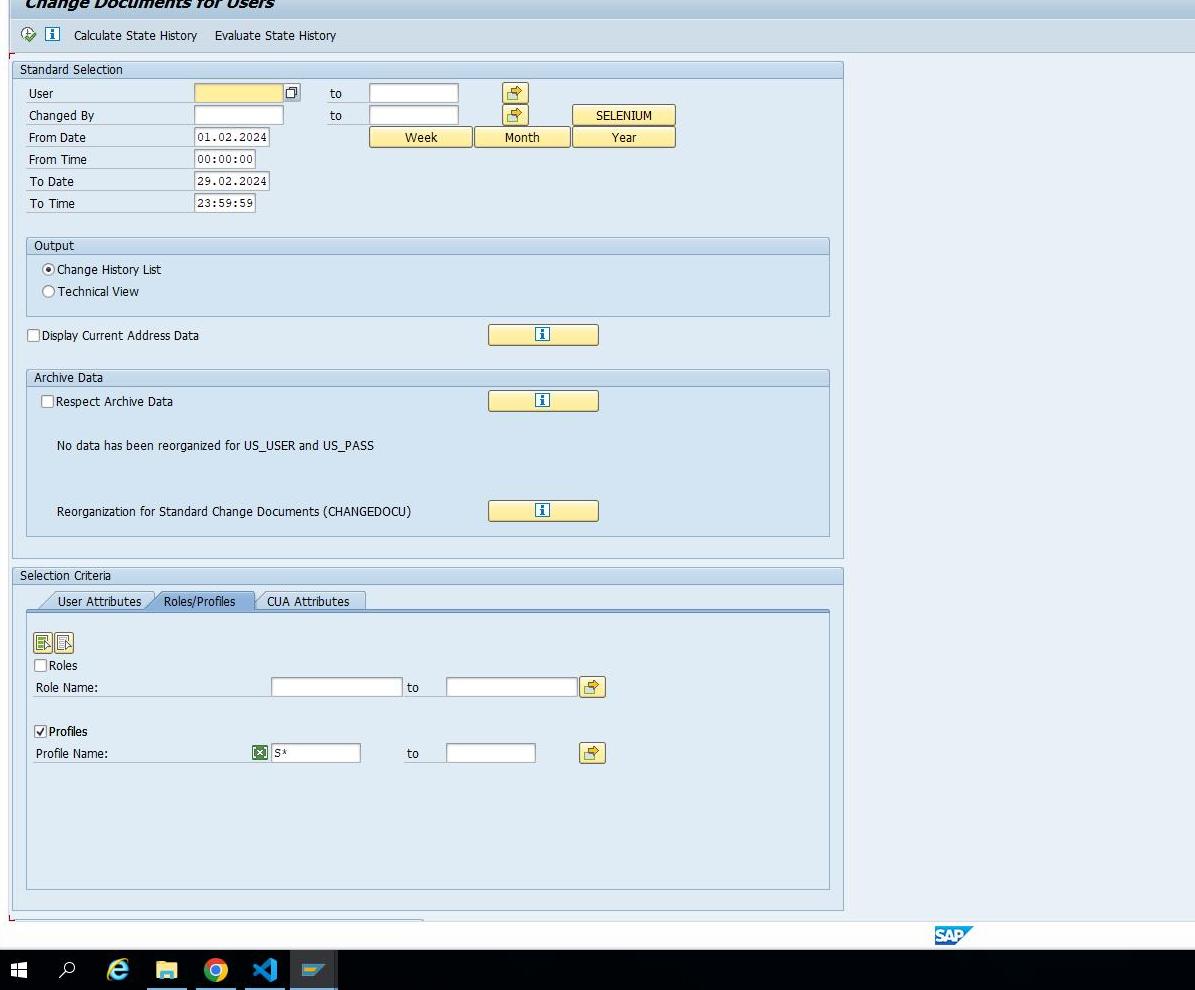 Change Documents for Users
Calculate State History Evaluate State History
Standard Selection
User to
Changed By to SELENIUM
From Date 01.02.2024 Week Month Year
From Time 00:00:00
To Date 29.02.2024
To Time 23:59:59
Output
Change History List
Technical View
Display Current Address Data
Archive Data
Respect Archive Data
No data has been reorganized for US_USER and US_PASS
Reorganization for Standard Change Documents (CHANGEDOCU)
Selection Criteria
User Attributes Roles/Profiles CUA Attributes
Roles
Role Name: to
Profiles
Profile Name: S* to
SAP